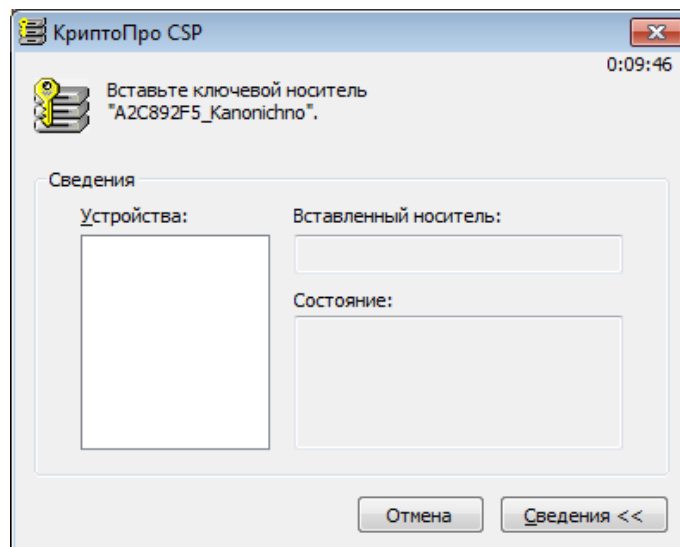 КриптоПро CSP
0:09:46
Вставьте ключевой носитель
"A2C892F5_Kanonichno".
Сведения
Устройства:
Вставленный носитель:
Состояние:
Отмена
Сведения <<